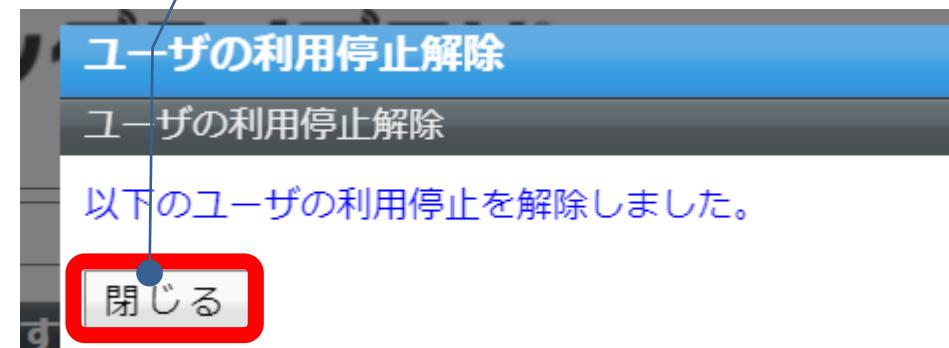 ユーザの利用停止解除
ユーザの利用停止解除
以下のユーザの利用停止を解除しました。
閉じる
す